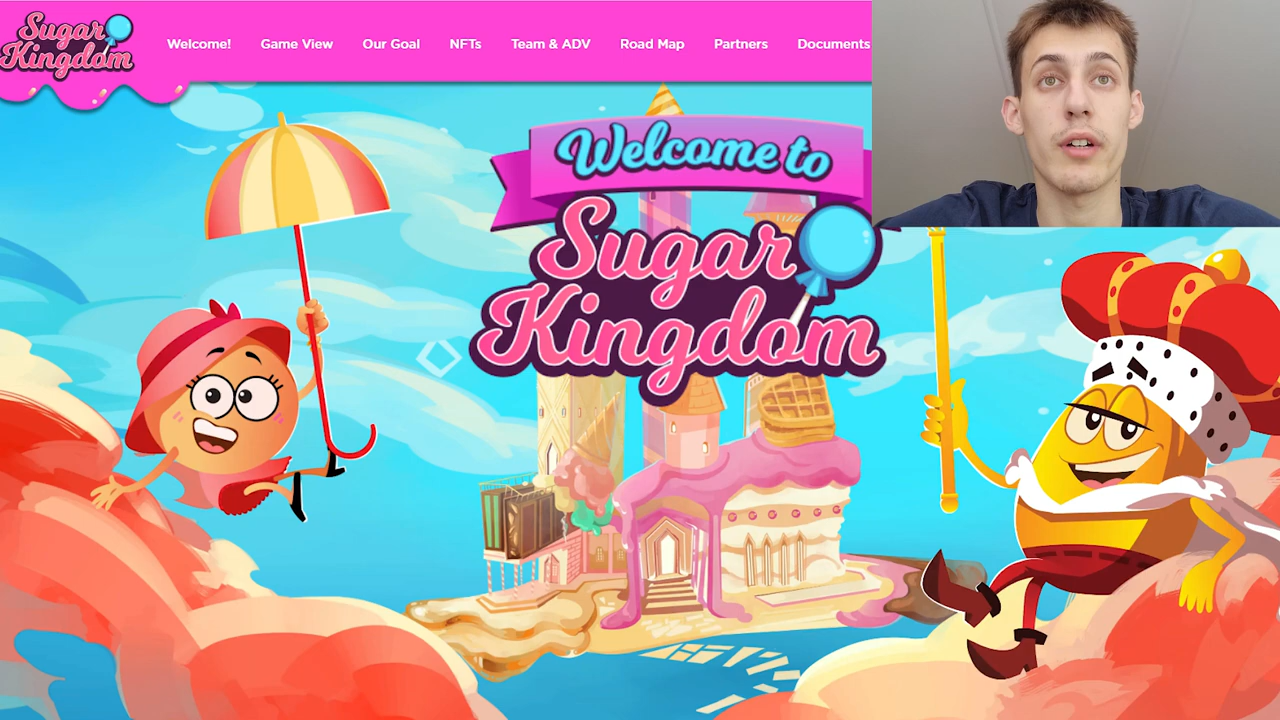 Sugar
Kingdom
Welcome! Game View Our Goal NFTs Team & ADV Road Map Partners Documents
Welcome to
Sugar
Kingdom